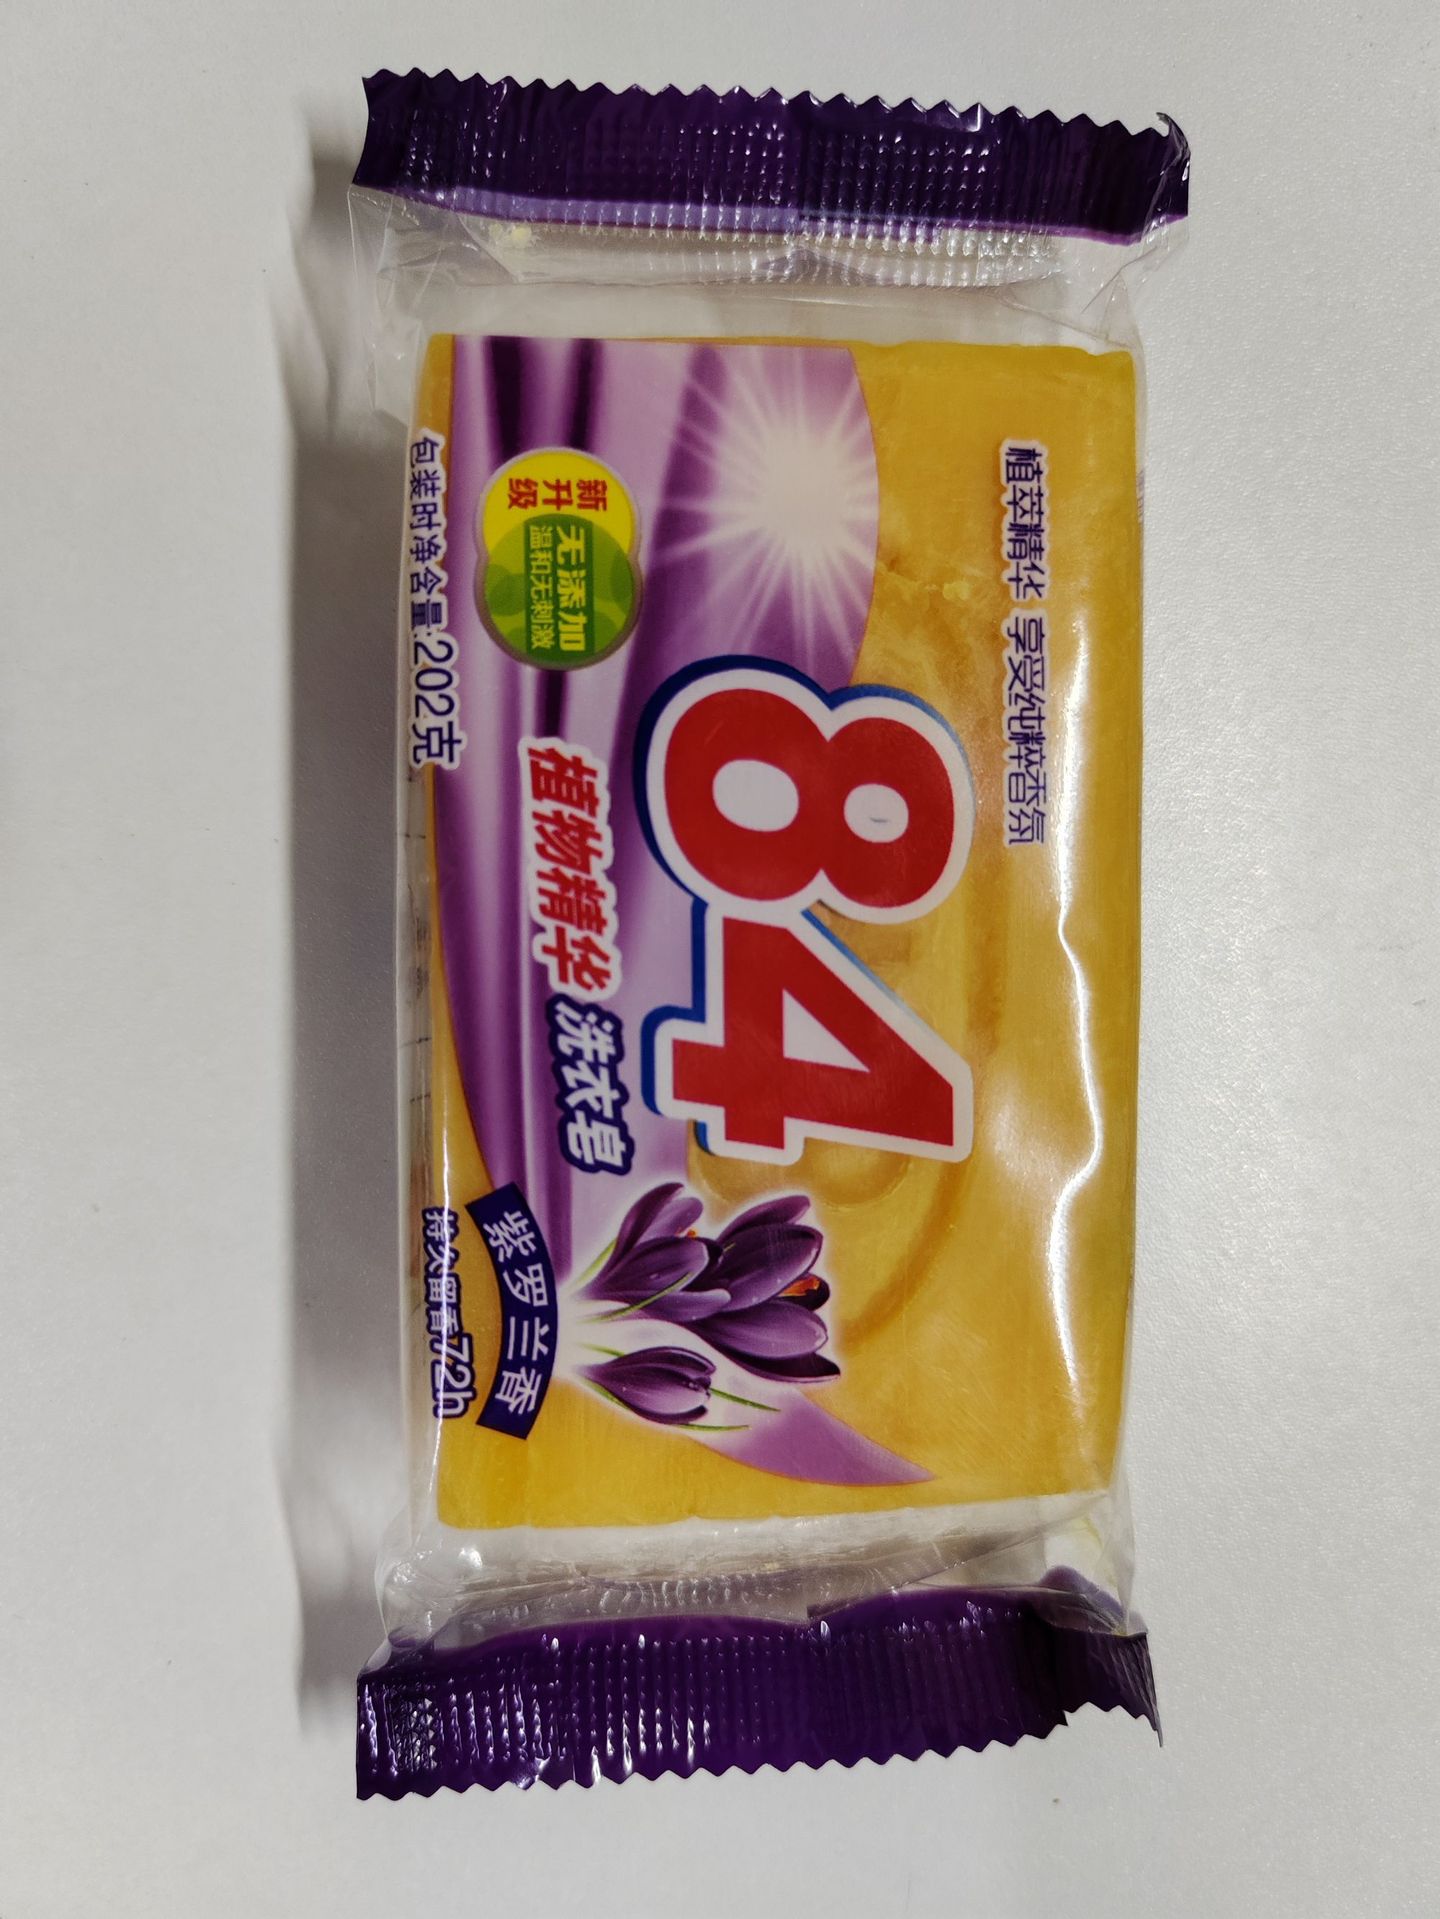 植萃精华 享受纯粹香氛
84
植物精华
洗衣皂
新
升
级
无添加
温和无刺激
紫罗兰香
包装时净含量:202克
持久留香72h